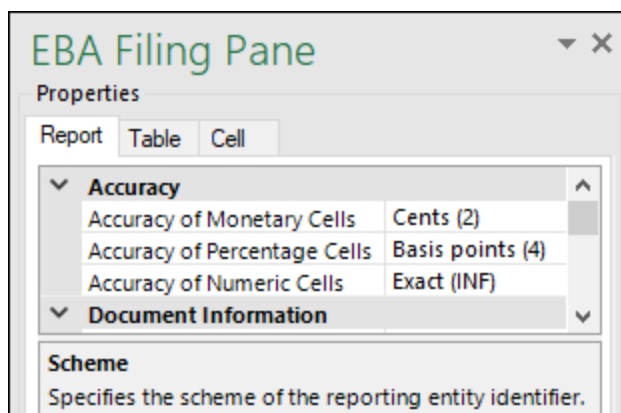 EBA Filing Pane
Properties
Report Table Cell
Accuracy
Accuracy of Monetary Cells Cents (2)
Accuracy of Percentage Cells Basis points (4)
Accuracy of Numeric Cells Exact (INF)
Document Information
Scheme
Specifies the scheme of the reporting entity identifier.